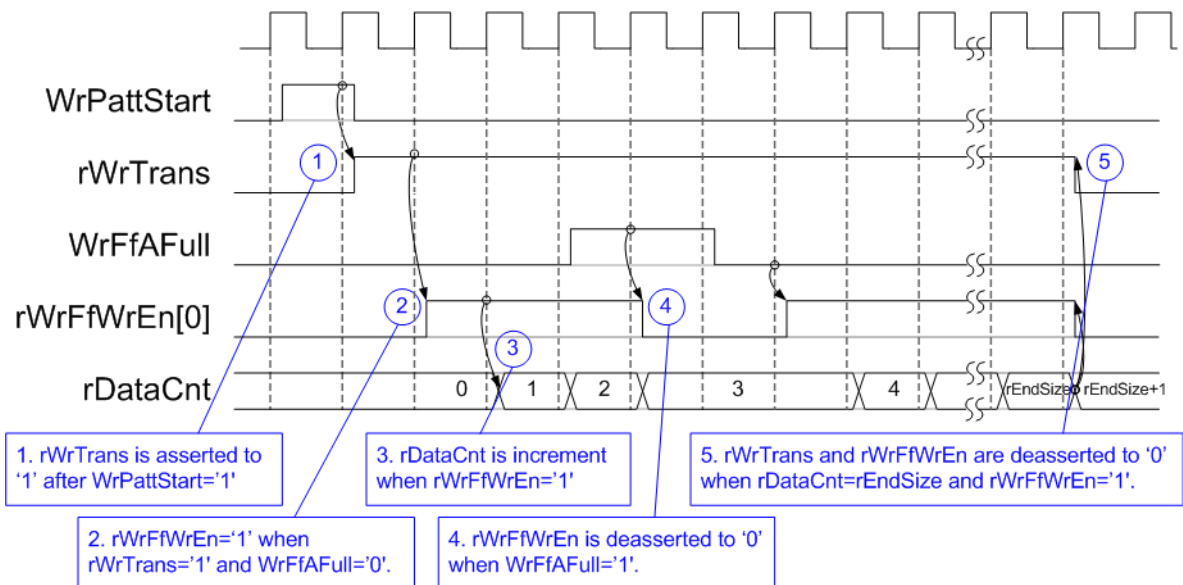 WrPattStart
rWrTrans
1
5
WrFfAFull
rWrFfWrEn[0]
2
4
3
rDataCnt
0 1 2 3 4 rEndSize rEndSize+1
1. rWrTrans is asserted to
‘1’ after WrPattStart='1'
3. rDataCnt is increment
when rWrFfWrEn='1'
5. rWrTrans and rWrFfWrEn are deasserted to ‘0’
when rDataCnt=rEndSize and rWrFfWrEn='1'.
2. rWrFfWrEn=‘1’ when
rWrTrans='1' and WrFfAFull='0'.
4. rWrFfWrEn is deasserted to ‘0’
when WrFfAFull='1'.